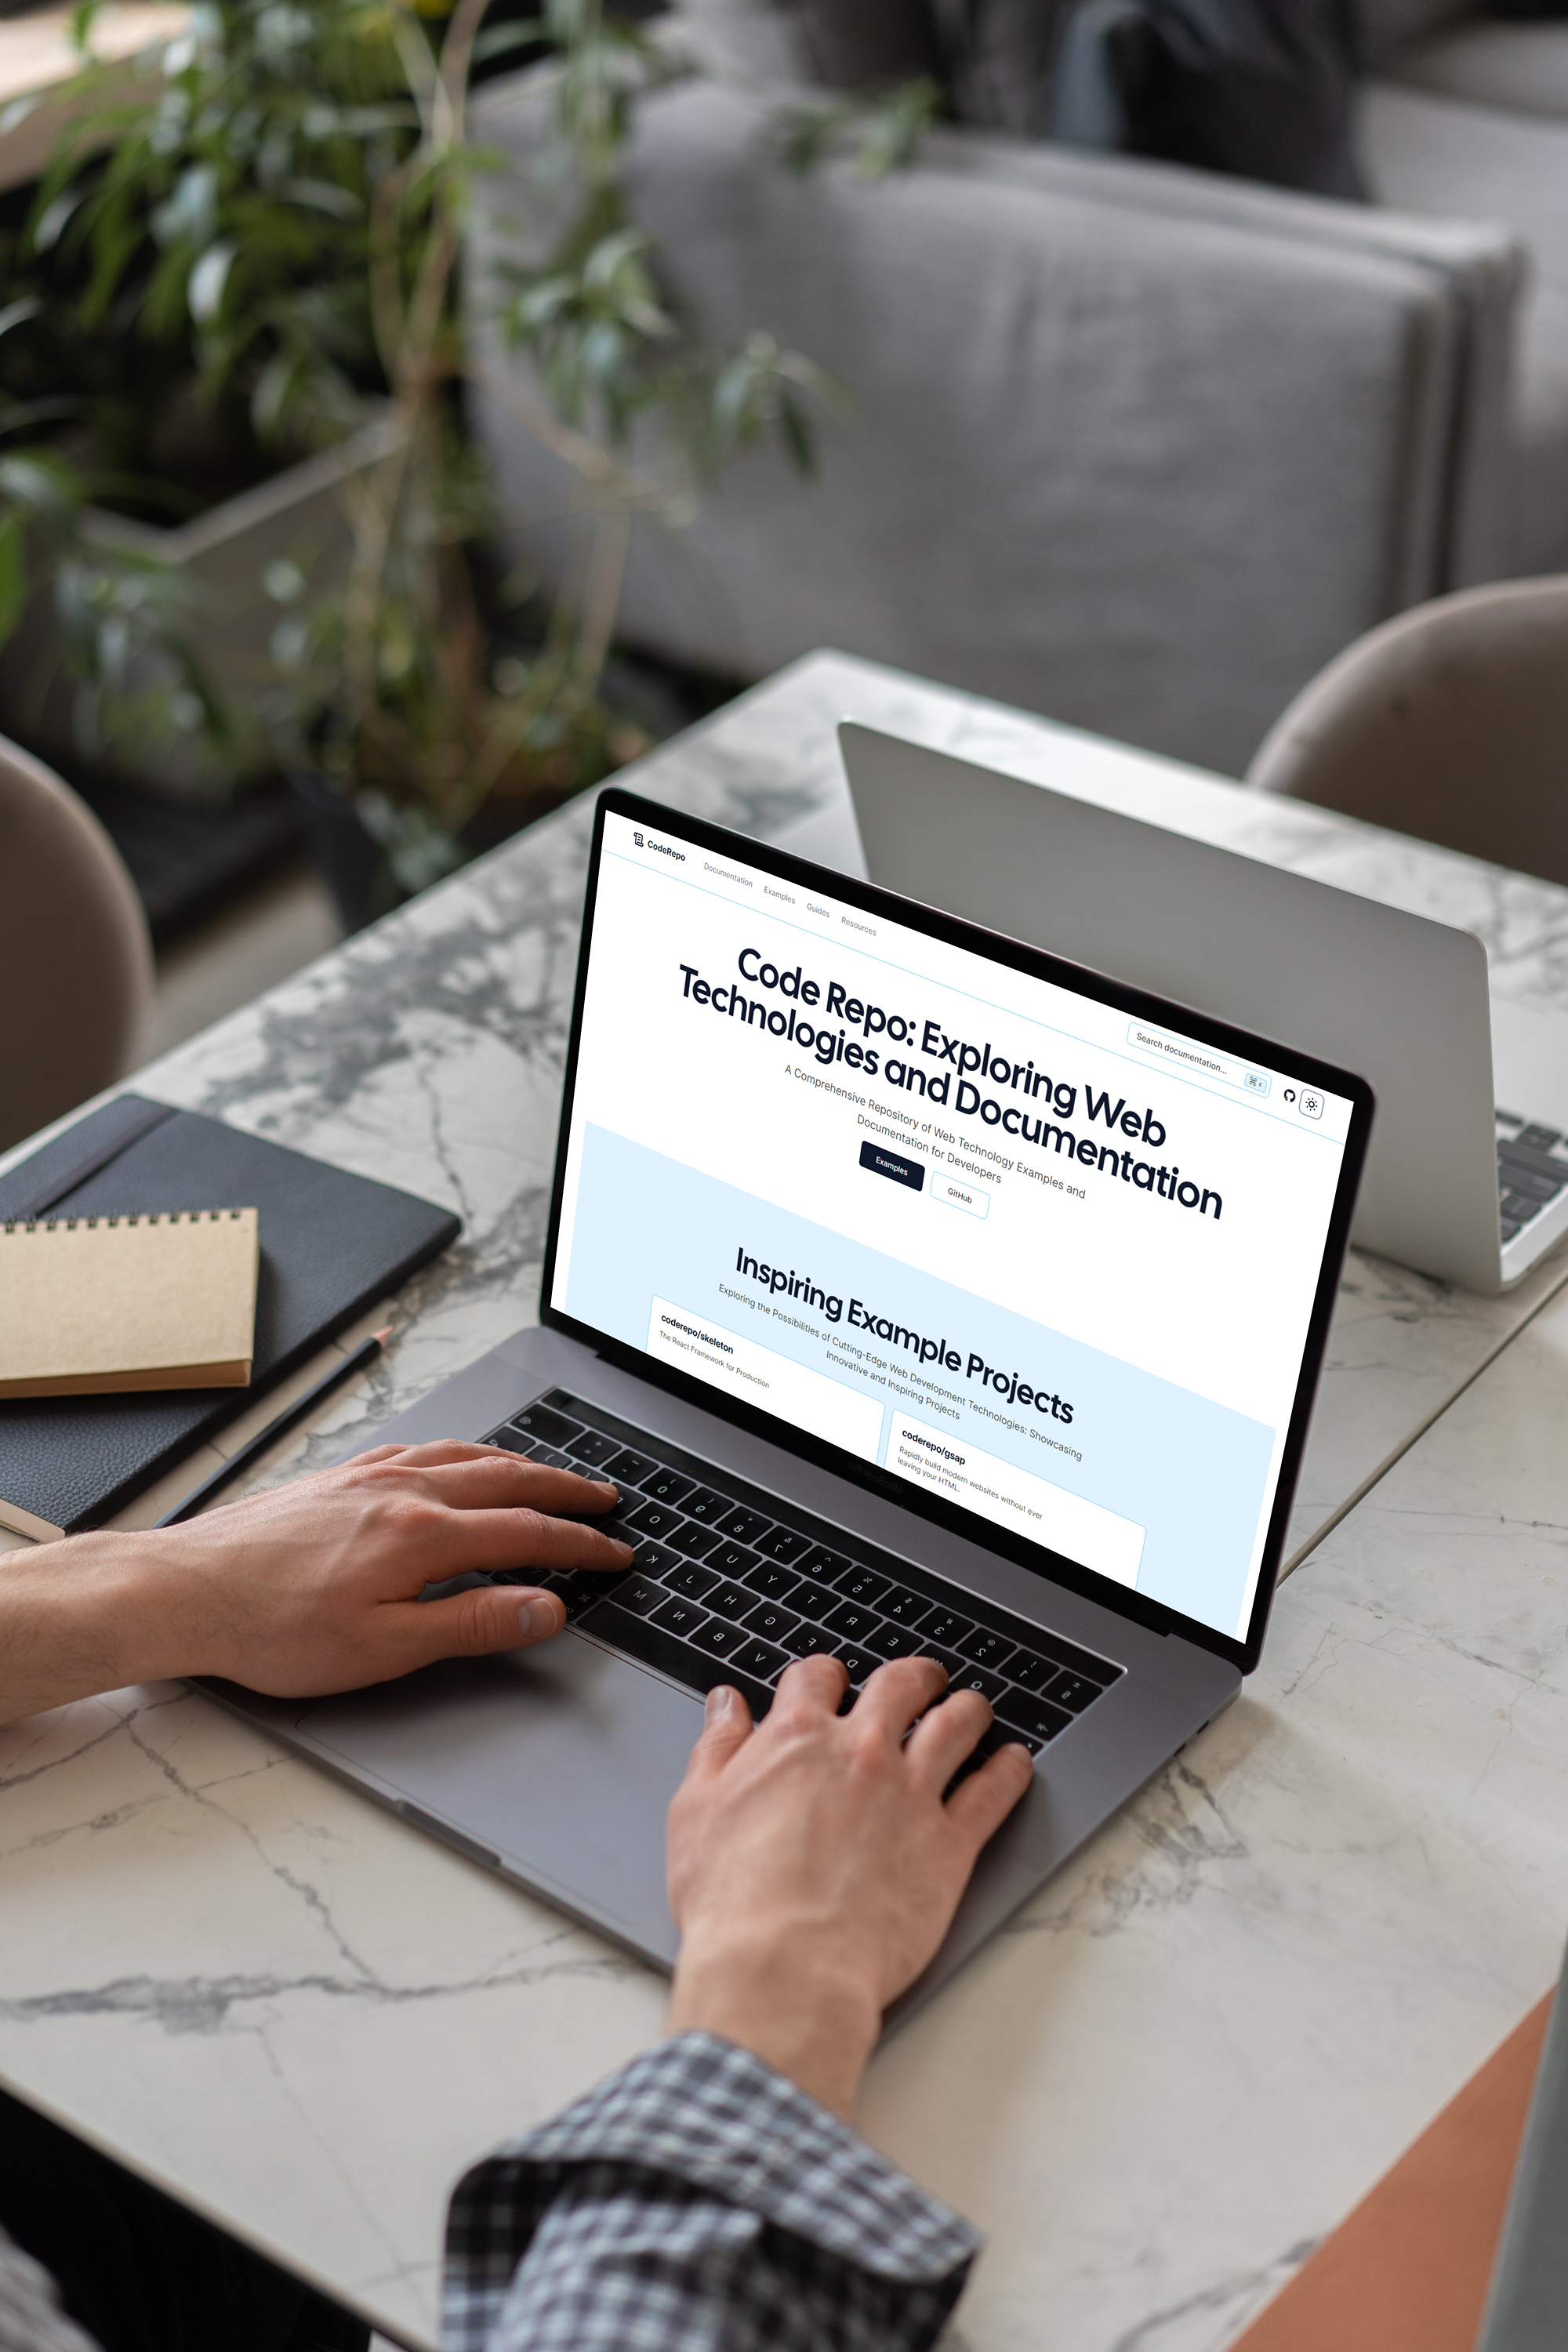 CodeRepo
Documentation
Examples
Guides
Resources
Search documentation...
⌘ K
Code Repo: Exploring Web
Technologies and Documentation
A Comprehensive Repository of Web Technology Examples and
Documentation for Developers
Examples
GitHub
Inspiring Example Projects
Exploring the Possibilities of Cutting-Edge Web Development Technologies: Showcasing
Innovative and Inspiring Projects
coderepo/skeleton
The React Framework for Production
coderepo/gsap
Rapidly build modern websites without ever
leaving your HTML.